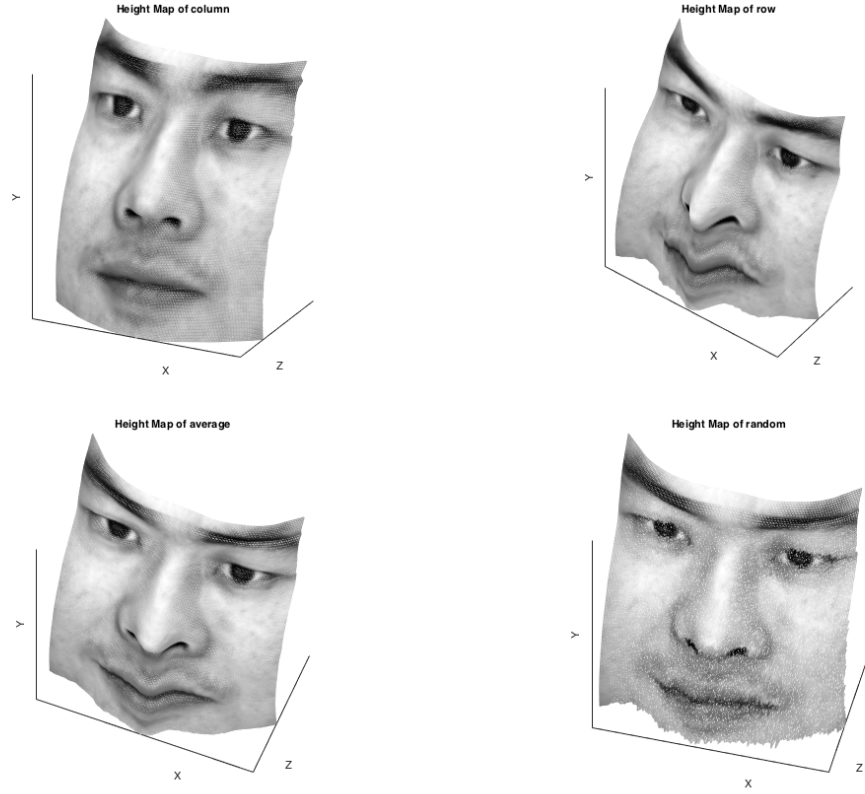 Height Map of column
Height Map of row
Y
X
Z
Y
X
Z
Height Map of average
Height Map of random
Y
X
Z
Y
X
Z